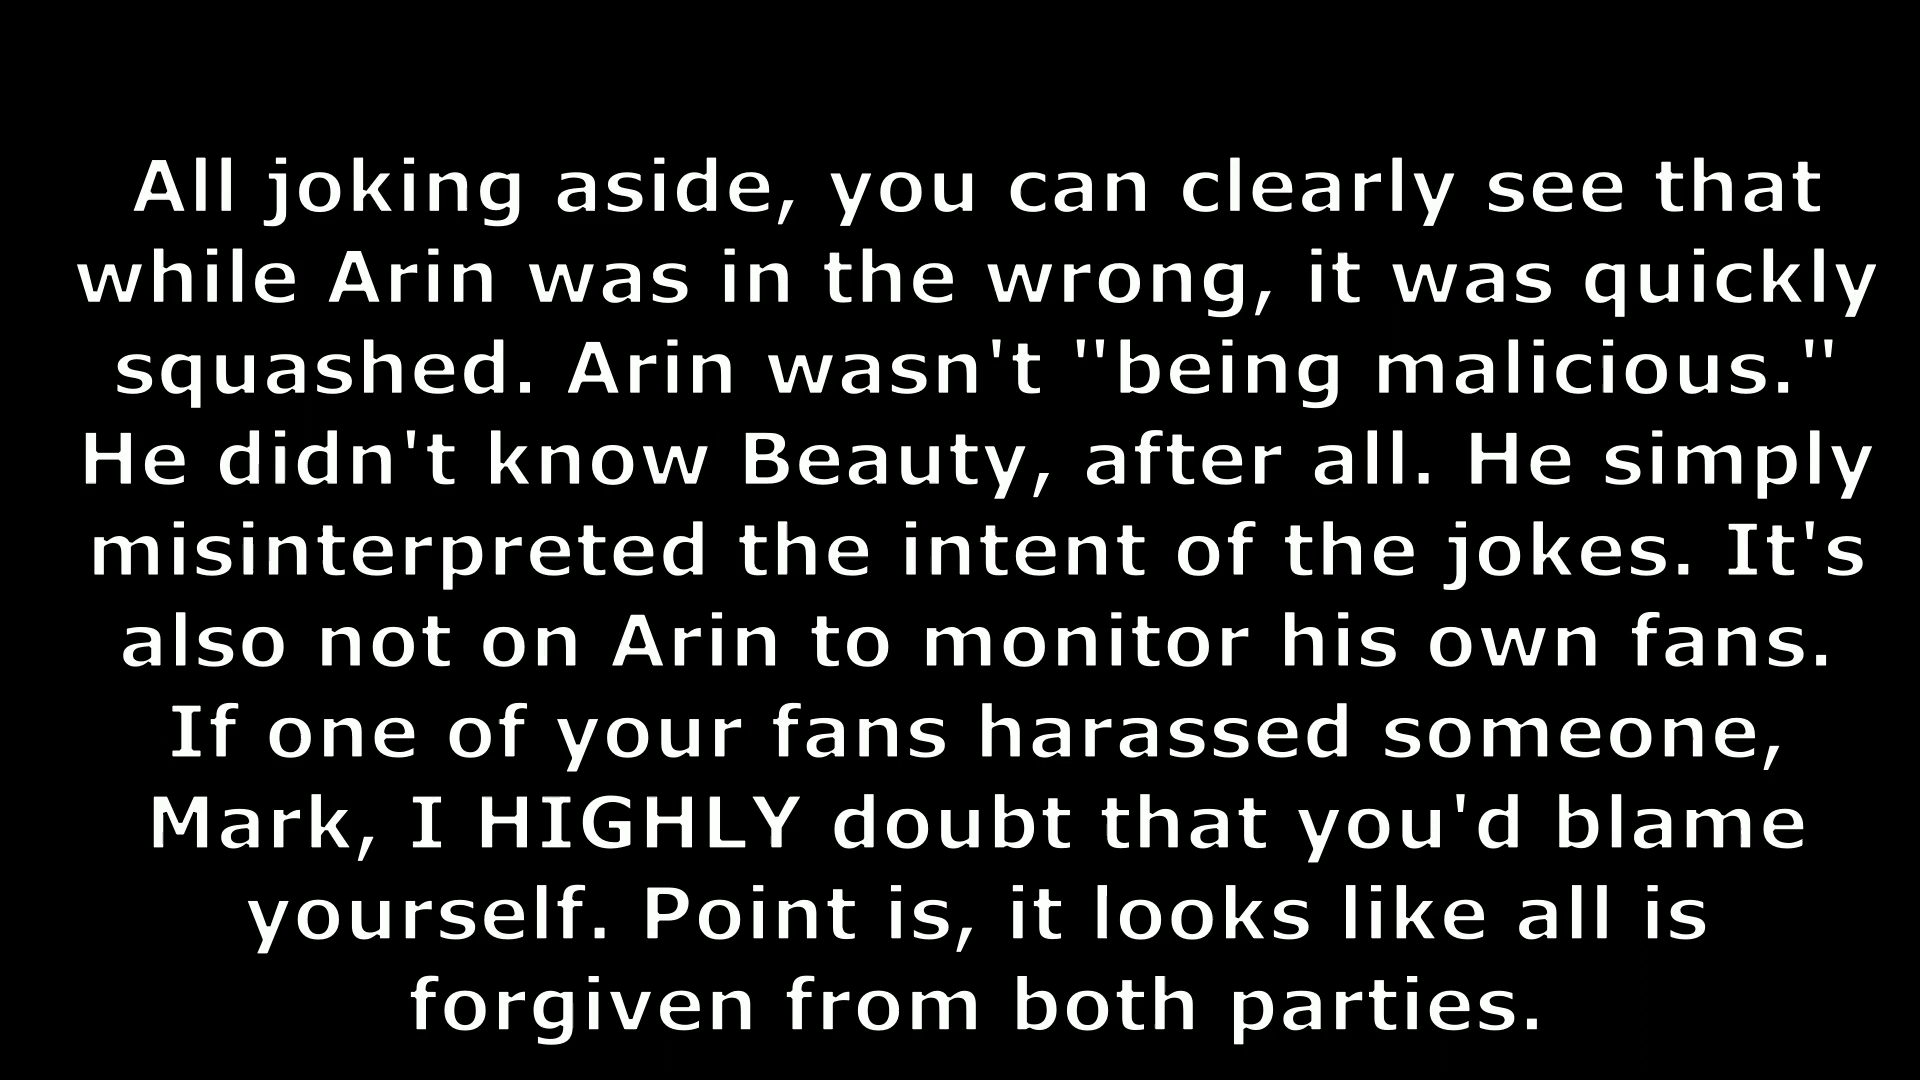 All joking aside, you can clearly see that
while Arin was in the wrong, it was quickly
squashed. Arin wasn't "being malicious."
He didn't know Beauty, after all. He simply
misinterpreted the intent of the jokes. It's
also not on Arin to monitor his own fans.
If one of your fans harassed someone,
Mark, I HIGHLY doubt that you'd blame
yourself. Point is, it looks like all is
forgiven from both parties.